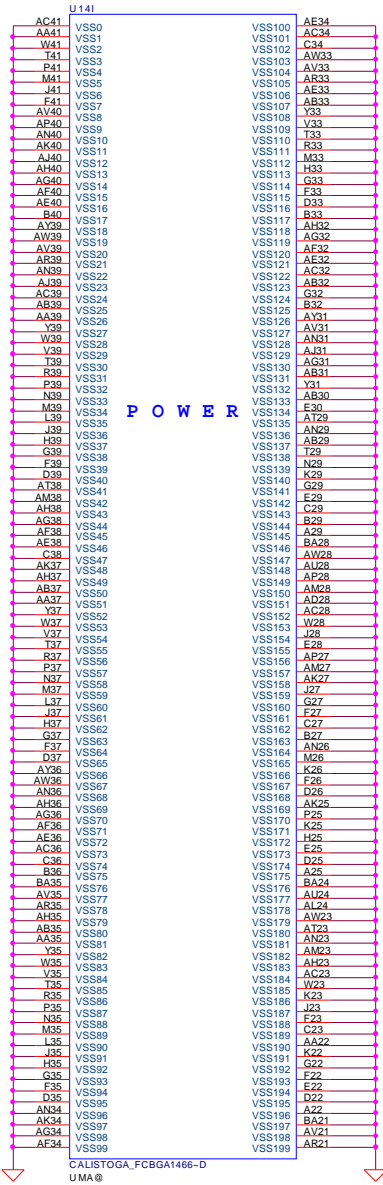 U14I
AC41 VSS0 VSS100 AE34
AA41 VSS1 VSS101 AC34
W41 VSS2 VSS102 C34
T41 VSS3 VSS103 AW33
P41 VSS4 VSS104 AV33
M41 VSS5 VSS105 AR33
J41 VSS6 VSS106 AE33
F41 VSS7 VSS107 AB33
AV40 VSS8 VSS108 Y33
AP40 VSS9 VSS109 V33
AN40 VSS10 VSS110 T33
AK40 VSS11 VSS111 R33
AJ40 VSS12 VSS112 M33
AH40 VSS13 VSS113 H33
AG40 VSS14 VSS114 G33
AF40 VSS15 VSS115 F33
AE40 VSS16 VSS116 D33
B40 VSS17 VSS117 B33
AY39 VSS18 VSS118 AH32
AW39 VSS19 VSS119 AG32
AV39 VSS20 VSS120 AF32
AR39 VSS21 VSS121 AE32
AN39 VSS22 VSS122 AC32
AJ39 VSS23 VSS123 AB32
AC39 VSS24 VSS124 G32
AB39 VSS25 VSS125 B32
AA39 VSS26 VSS126 AY31
Y39 VSS27 VSS127 AV31
W39 VSS28 VSS128 AN31
V39 VSS29 VSS129 AJ31
T39 VSS30 VSS130 AG31
R39 VSS31 VSS131 AB31
P39 VSS32 VSS132 Y31
N39 VSS33 VSS133 AB30
M39 VSS34 P O W E R VSS134 E30
L39 VSS35 VSS135 AT29
J39 VSS36 VSS136 AN29
H39 VSS37 VSS137 AB29
G39 VSS38 VSS138 T29
F39 VSS39 VSS139 N29
D39 VSS40 VSS140 K29
AT38 VSS41 VSS141 G29
AM38 VSS42 VSS142 E29
AH38 VSS43 VSS143 C29
AG38 VSS44 VSS144 B29
AF38 VSS45 VSS145 A29
AE38 VSS46 VSS146 BA28
C38 VSS47 VSS147 AW28
AK37 VSS48 VSS148 AU28
AH37 VSS49 VSS149 AP28
AB37 VSS50 VSS150 AM28
AA37 VSS51 VSS151 AD28
Y37 VSS52 VSS152 AC28
W37 VSS53 VSS153 W28
V37 VSS54 VSS154 J28
T37 VSS55 VSS155 E28
R37 VSS56 VSS156 AP27
P37 VSS57 VSS157 AM27
N37 VSS58 VSS158 AK27
M37 VSS59 VSS159 J27
L37 VSS60 VSS160 G27
J37 VSS61 VSS161 F27
H37 VSS62 VSS162 C27
G37 VSS63 VSS163 B27
F37 VSS64 VSS164 AN26
D37 VSS65 VSS165 M26
AY36 VSS66 VSS166 K26
AW36 VSS67 VSS167 F26
AN36 VSS68 VSS168 D26
AH36 VSS69 VSS169 AK25
AG36 VSS70 VSS170 P25
AF36 VSS71 VSS171 K25
AE36 VSS72 VSS172 H25
AC36 VSS73 VSS173 E25
C36 VSS74 VSS174 D25
B36 VSS75 VSS175 A25
BA35 VSS76 VSS176 BA24
AV35 VSS77 VSS177 AU24
AR35 VSS78 VSS178 AL24
AH35 VSS79 VSS179 AW23
AB35 VSS80 VSS180 AT23
AA35 VSS81 VSS181 AN23
Y35 VSS82 VSS182 AM23
W35 VSS83 VSS183 AH23
V35 VSS84 VSS184 AC23
T35 VSS85 VSS185 W23
R35 VSS86 VSS186 K23
P35 VSS87 VSS187 J23
N35 VSS88 VSS188 F23
M35 VSS89 VSS189 C23
L35 VSS90 VSS190 AA22
J35 VSS91 VSS191 K22
H35 VSS92 VSS192 G22
G35 VSS93 VSS193 F22
F35 VSS94 VSS194 E22
D35 VSS95 VSS195 D22
AN34 VSS96 VSS196 A22
AK34 VSS97 VSS197 BA21
AG34 VSS98 VSS198 AV21
AF34 VSS99 VSS199 AR21
CALISTOGA_FCBGA1466~D
UMA@